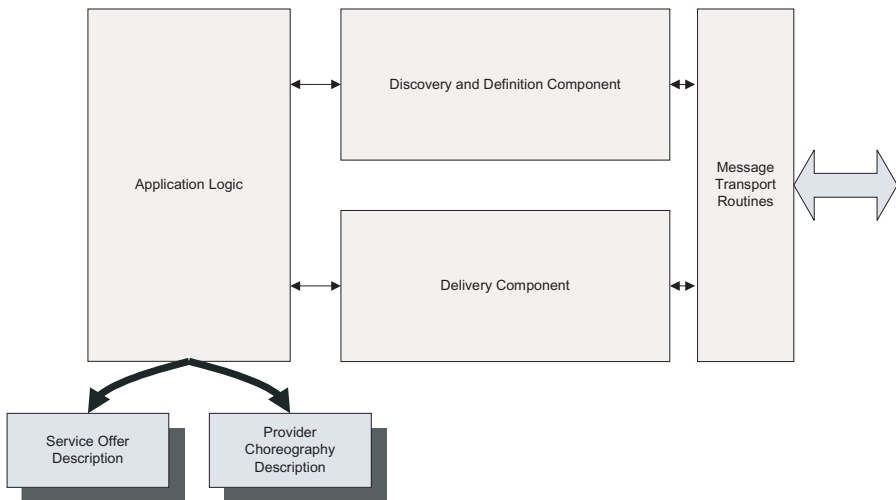 Discovery and Definition Component
Application Logic
Message
Transport
Routines
Delivery Component
Service Offer
Description
Provider
Choreography
Description